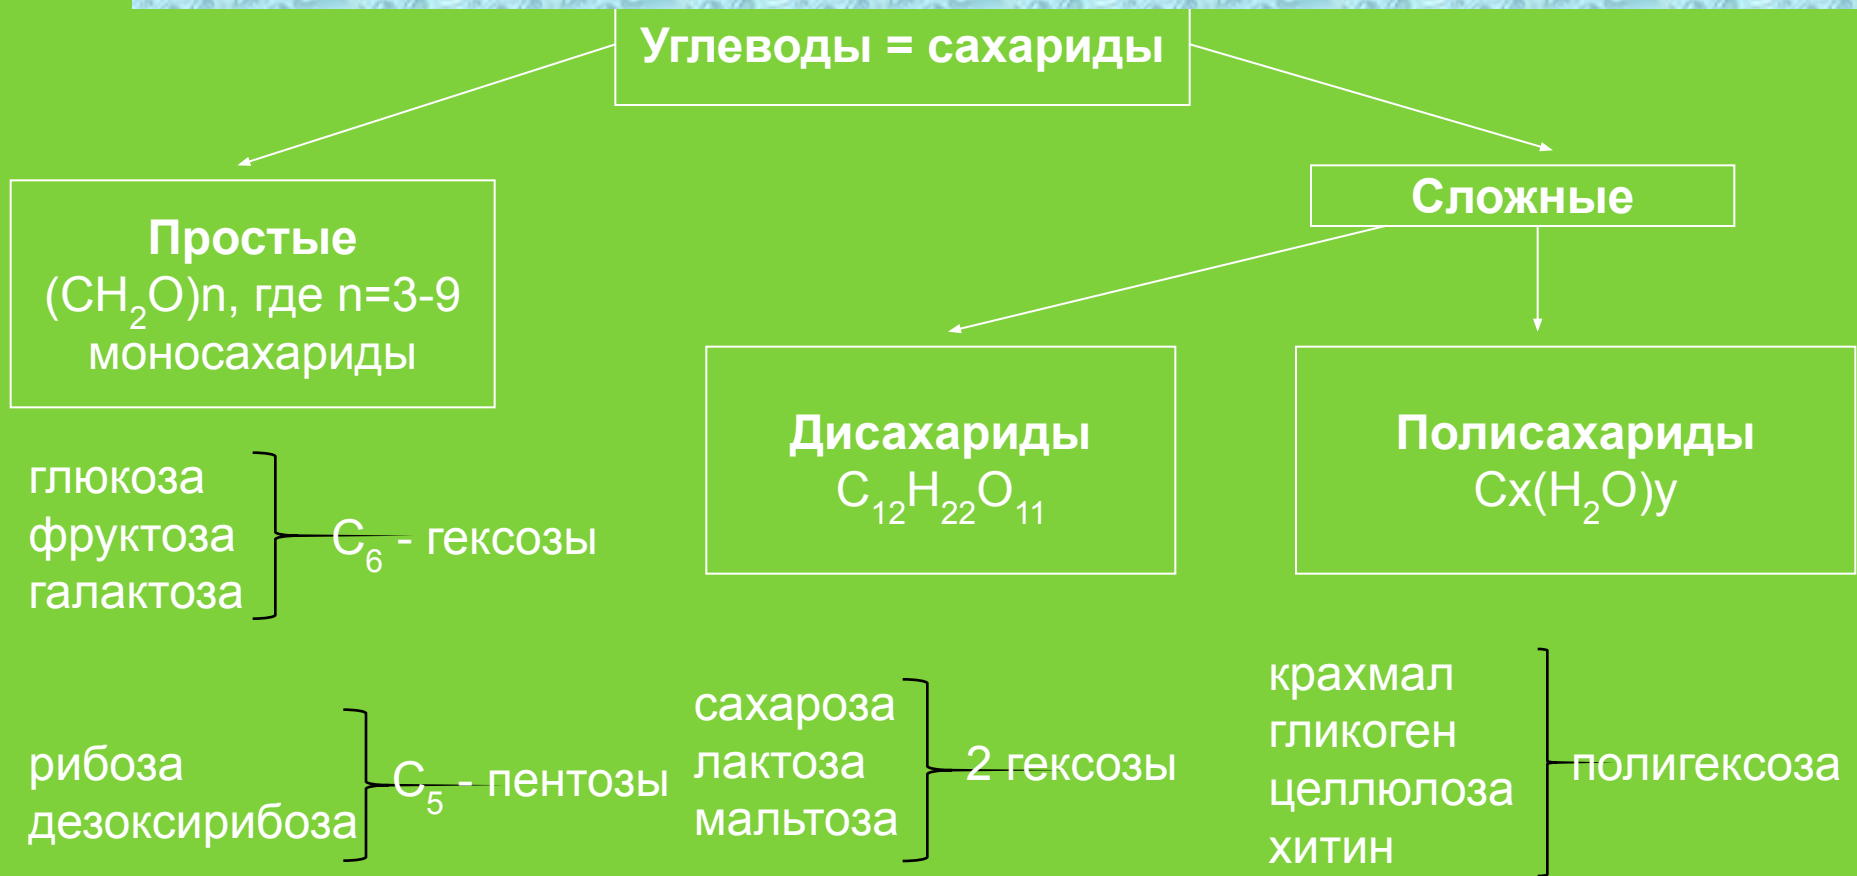 Углеводы = сахариды
Простые
(CH₂O)n, где n=3-9
моносахариды
Сложные
Дисахариды
C₁₂H₂₂O₁₁
Полисахариды
Cx(H₂O)y
глюкоза
фруктоза
галактоза
C₆ - гексозы
рибоза
дезоксирибоза
C₅ - пентозы
сахароза
лактоза
мальтоза
2 гексозы
крахмал
гликоген
целлюлоза
хитин
полигексоза